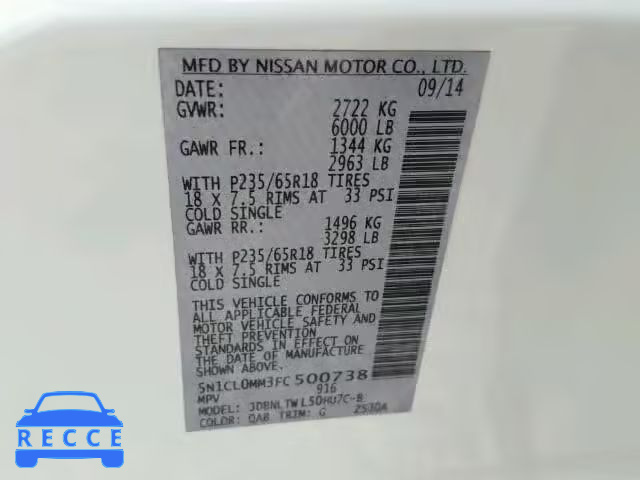 MFD BY NISSAN MOTOR CO., LTD.
DATE: 09/14
GVWR: 2722 KG
6000 LB
GAWR FR.: 1344 KG
2963 LB
WITH P235/65R18 TIRES
18 X 7.5 RIMS AT 33 PSI
COLD SINGLE
GAWR RR.: 1496 KG
3298 LB
WITH P235/65R18 TIRES
18 X 7.5 RIMS AT 33 PSI
COLD SINGLE
THIS VEHICLE CONFORMS TO
ALL APPLICABLE FEDERAL
MOTOR VEHICLE SAFETY AND
THEFT PREVENTION
STANDARDS IN EFFECT ON
THE DATE OF MANUFACTURE
SHOWN ABOVE.
5N1CL0MM3FC500738
MPV 916
MODEL: JDBNLTWL50HU7C-B
COLOR: QAB TRIM: G 2530A